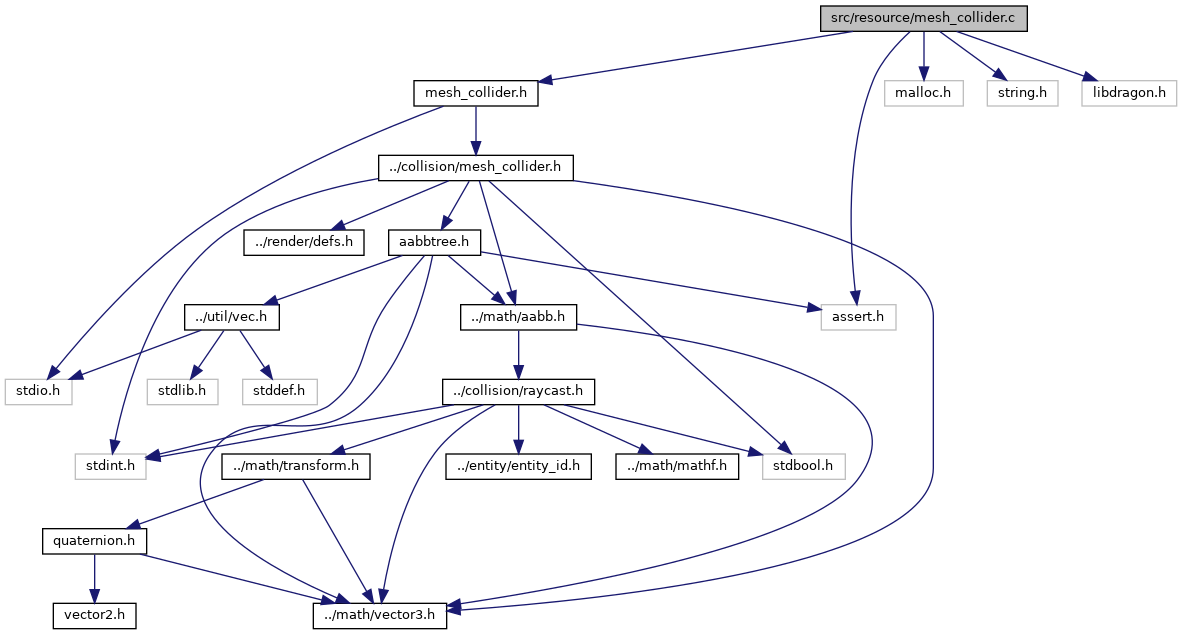 src/resource/mesh_collider.c
mesh_collider.h
malloc.h
string.h
libdragon.h
../collision/mesh_collider.h
../render/defs.h
aabbtree.h
../util/vec.h
../math/aabb.h
assert.h
stdio.h
stdlib.h
stddef.h
../collision/raycast.h
stdint.h
../math/transform.h
../entity/entity_id.h
../math/mathf.h
stdbool.h
quaternion.h
vector2.h
../math/vector3.h